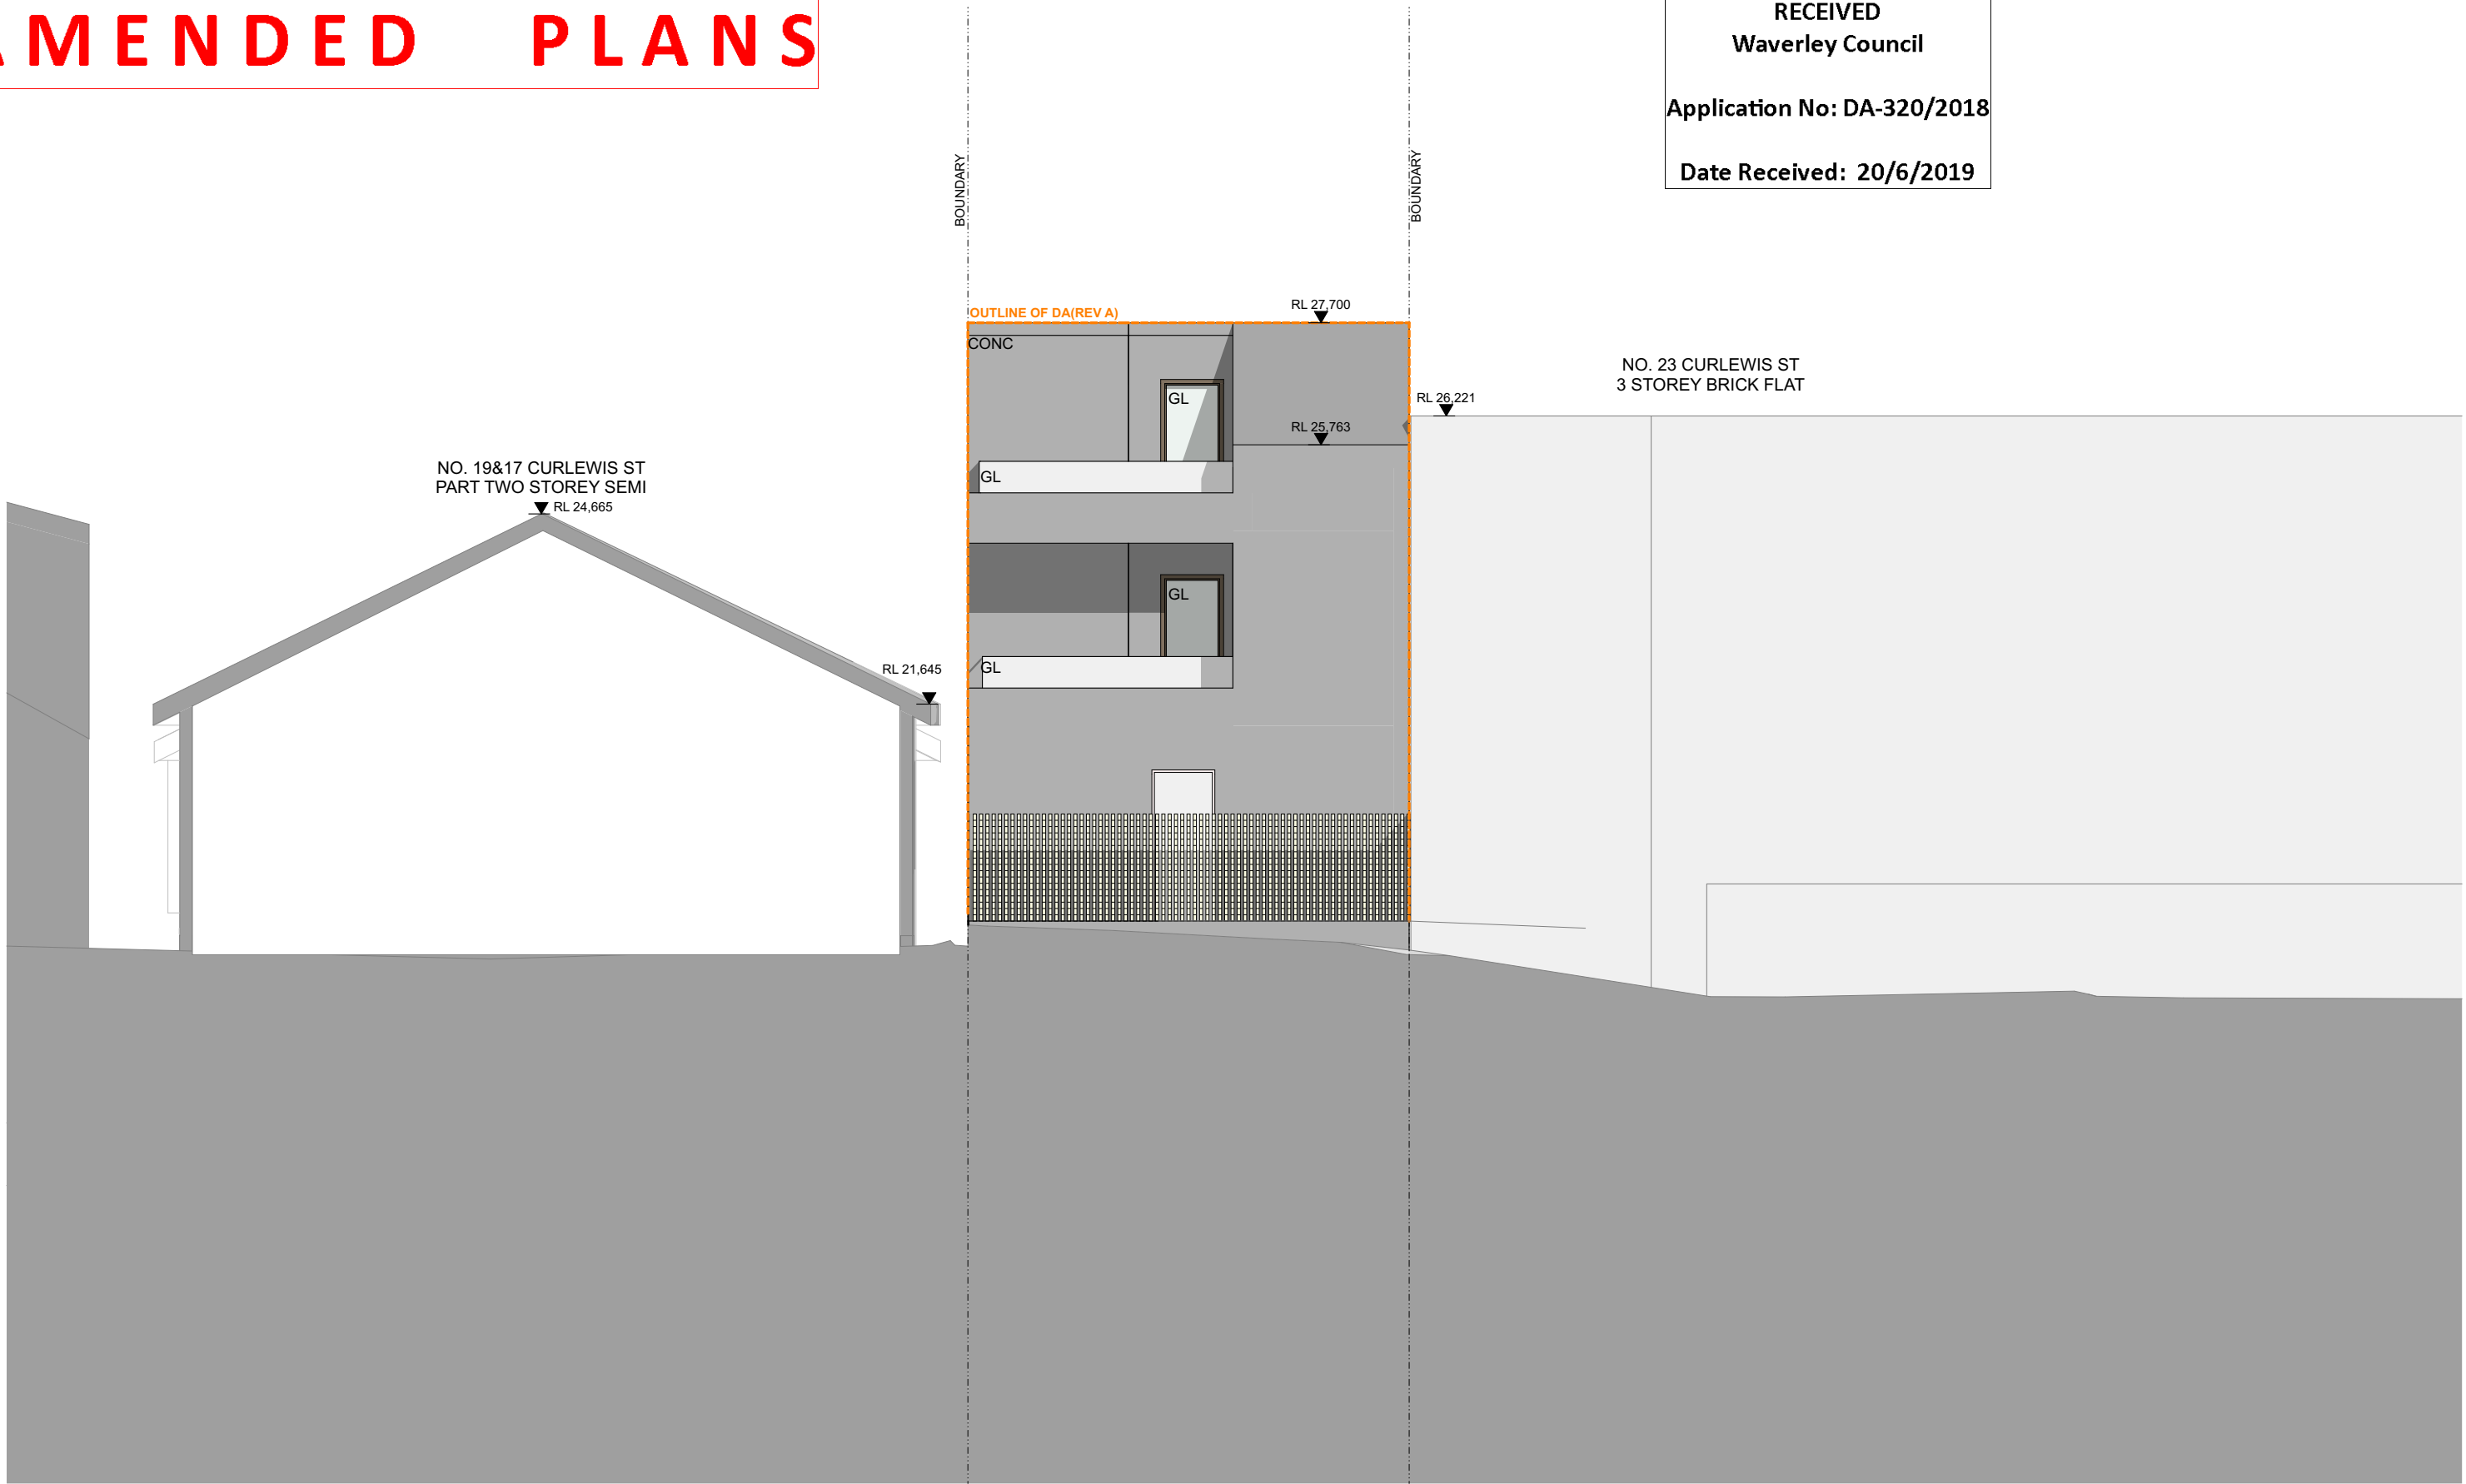 AMENDED PLANS
RECEIVED
Waverley Council
Application No: DA-320/2018
Date Received: 20/6/2019
BOUNDARY
BOUNDARY
OUTLINE OF DA(REV A)
RL 27,700
CONC
GL
NO. 23 CURLEWIS ST
3 STOREY BRICK FLAT
RL 26,221
RL 25,763
NO. 19&17 CURLEWIS ST
PART TWO STOREY SEMI
RL 24,665
GL
GL
RL 21,645
GL